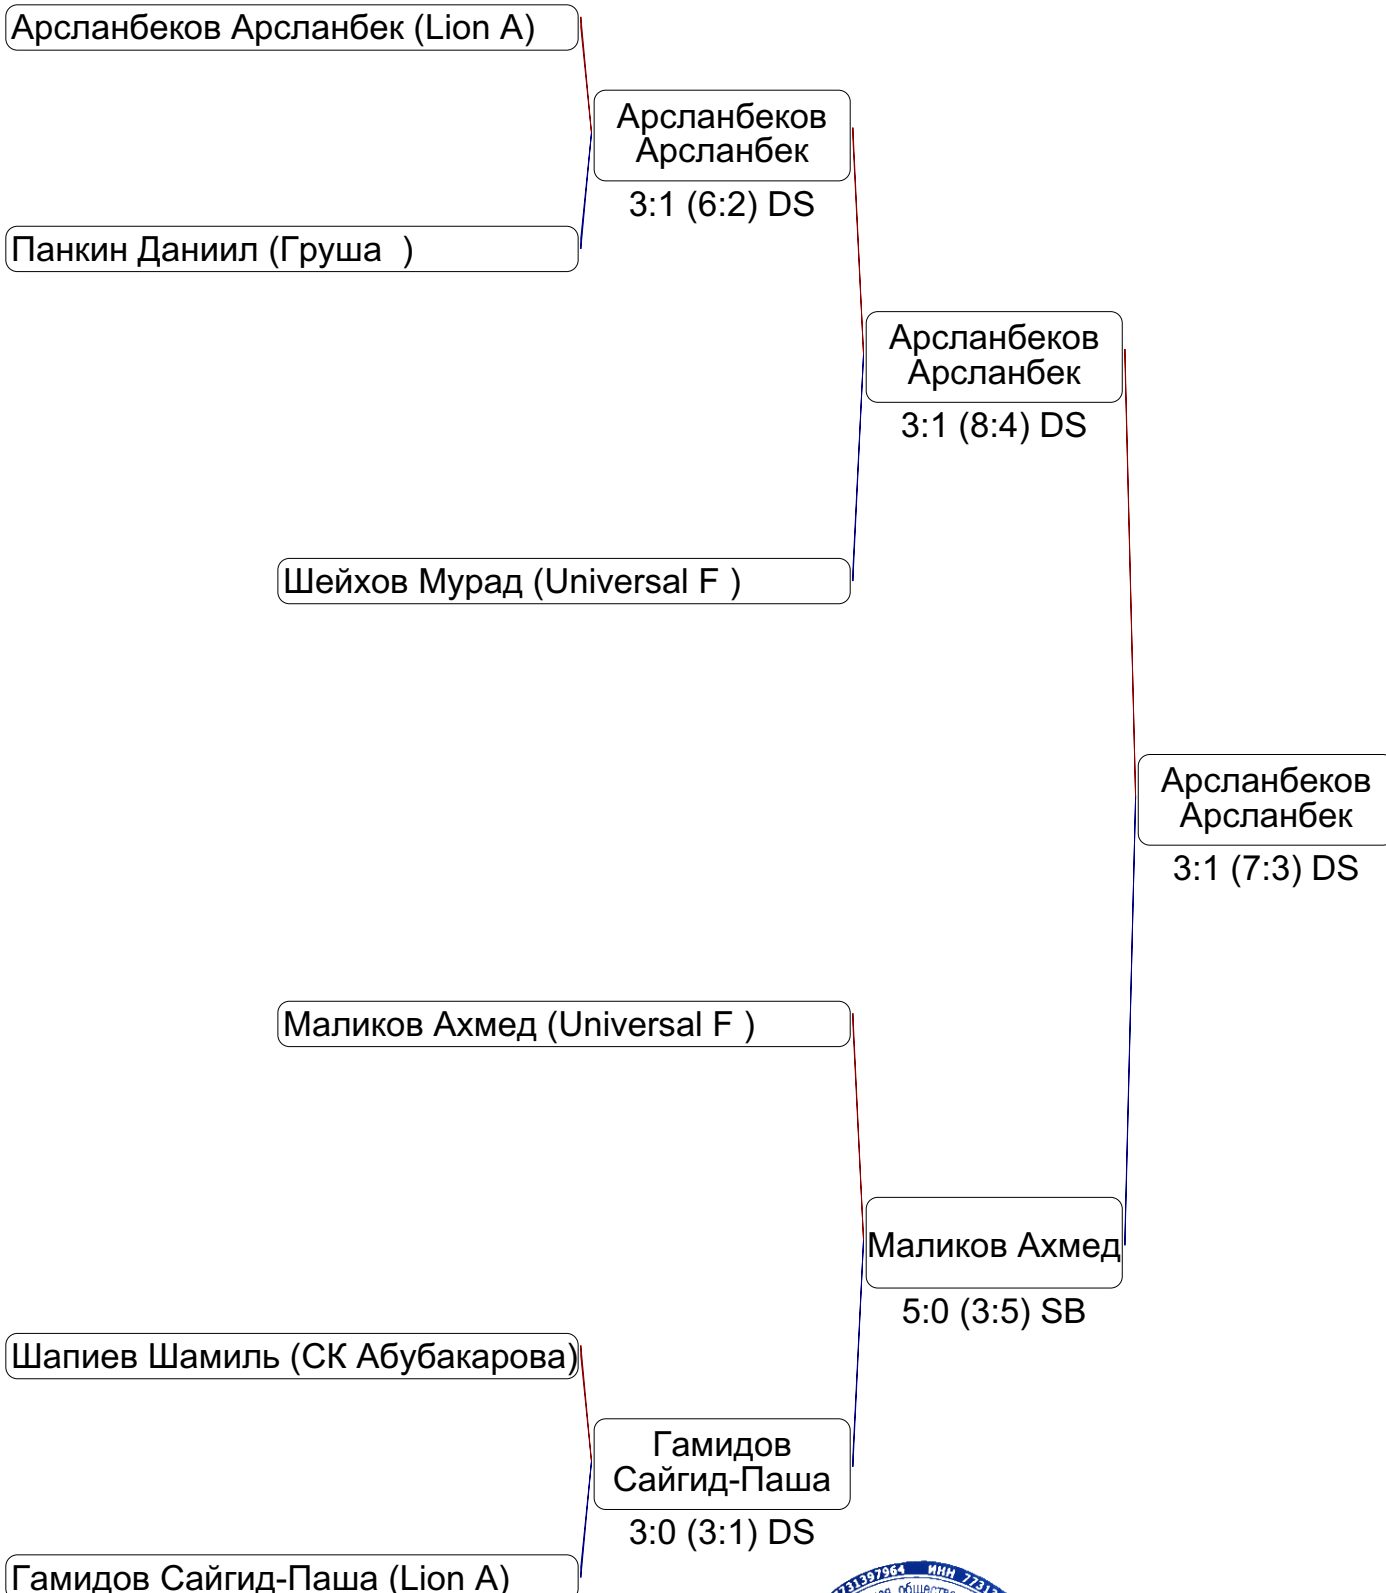 Арсланбеков Арсланбек (Lion A)
Арсланбеков
Арсланбек
3:1 (6:2) DS
Панкин Даниил (Груша )
Арсланбеков
Арсланбек
3:1 (8:4) DS
Шейхов Мурад (Universal F )
Арсланбеков
Арсланбек
3:1 (7:3) DS
Маликов Ахмед (Universal F )
Маликов Ахмед
5:0 (3:5) SB
Шапиев Шамиль (СК Абубакарова)
Гамидов
Сайгид-Паша
3:0 (3:1) DS
Гамидов Сайгид-Паша (Lion A)